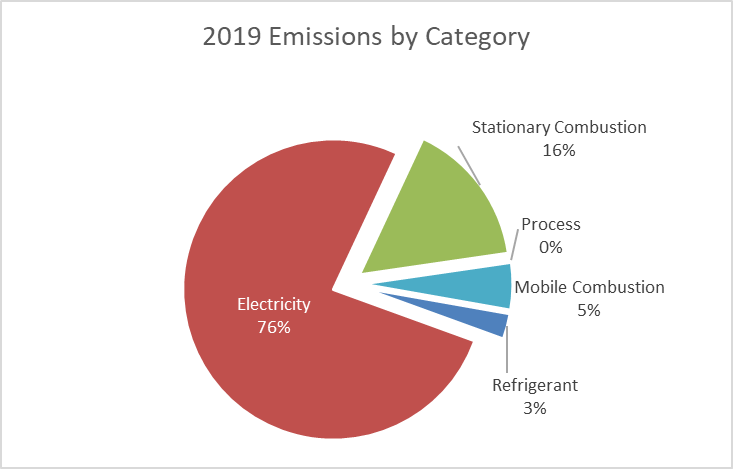 2019 Emissions by Category
Stationary Combustion
16%
Process
0%
Mobile Combustion
5%
Electricity
76%
Refrigerant
3%